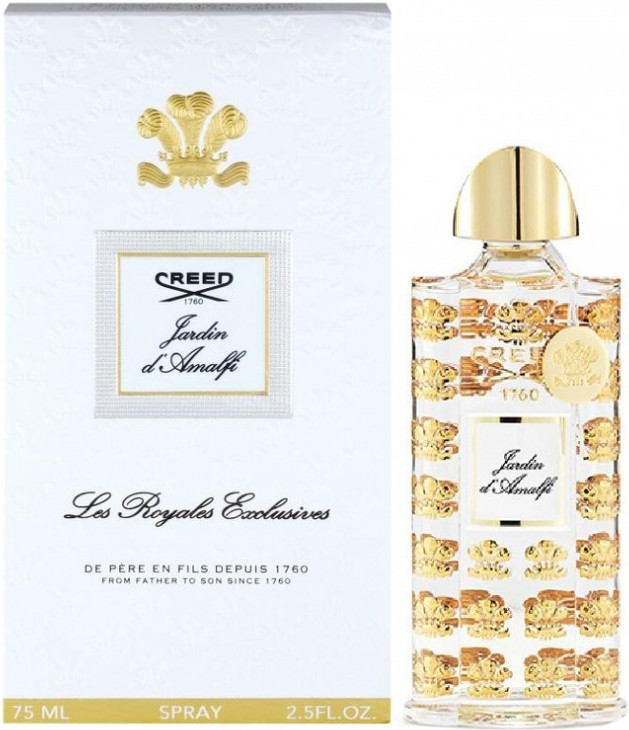 CREED
1760
Jardin
d'Amalfi
Les Royales Exclusives
DE PÈRE EN FILS DEPUIS 1760
FROM FATHER TO SON SINCE 1760
75 ML SPRAY 2.5FL.OZ.
CREED
1760
Jardin
d'Amalfi